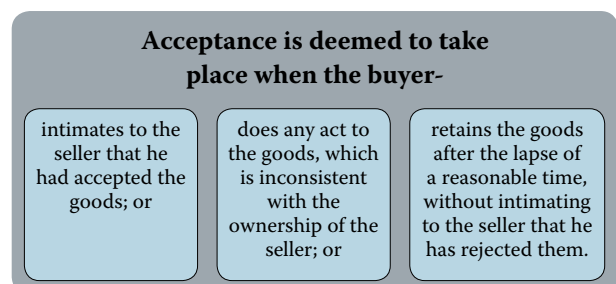 Acceptance is deemed to take
place when the buyer-
intimates to the
seller that he
had accepted the
goods; or
does any act to
the goods, which
is inconsistent
with the
ownership of the
seller; or
retains the goods
after the lapse of
a reasonable time,
without intimating
to the seller that he
has rejected them.